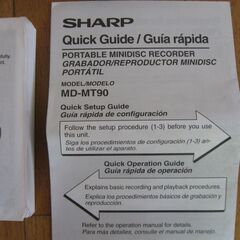 SHARP
Quick Guide / Guía rápida
PORTABLE MINIDISC RECORDER
GRABADOR/REPRODUCTOR MINIDISC
PORTÁTIL
MODEL/MODELO
MD-MT90
Quick Setup Guide
Guía rápida de configuración
Follow the setup procedure (1-3) before you use
this unit.
Siga los procedimientos de configuración (1-3) an-
tes de utilizar el aparato.
Quick Operation Guide
Guía rápida de operación
Explains basic recording and playback procedures.
Explica los procedimientos básicos de grabación y
reproducción.
Refer to the operation manual for details.
Para más detalles, consulte el manual de manejo.